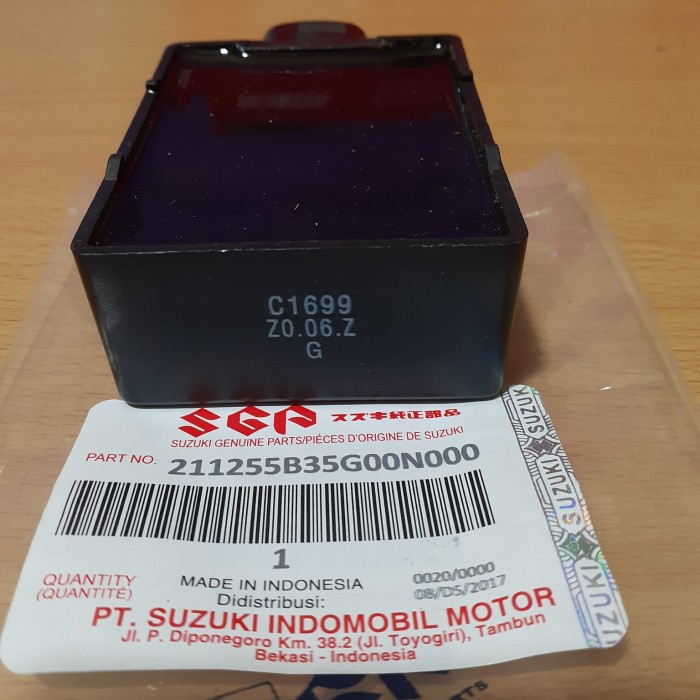 C1699
Z0.06.Z
G
SGP スズキ純正部品
SUZUKI GENUINE PARTS/PIÈCES D'ORIGINE DE SUZUKI
PART NO. 211255B35G00N000
1
QUANTITY
(QUANTITÉ)
MADE IN INDONESIA
0020/0000
Didistribusi:
08/DS/2017
PT. SUZUKI INDOMOBIL MOTOR
Jl. P. Diponegoro Km. 38.2 (Jl. Toyogiri), Tambun
Bekasi - Indonesia
SUZUKI
SUZUKI
UZUKI